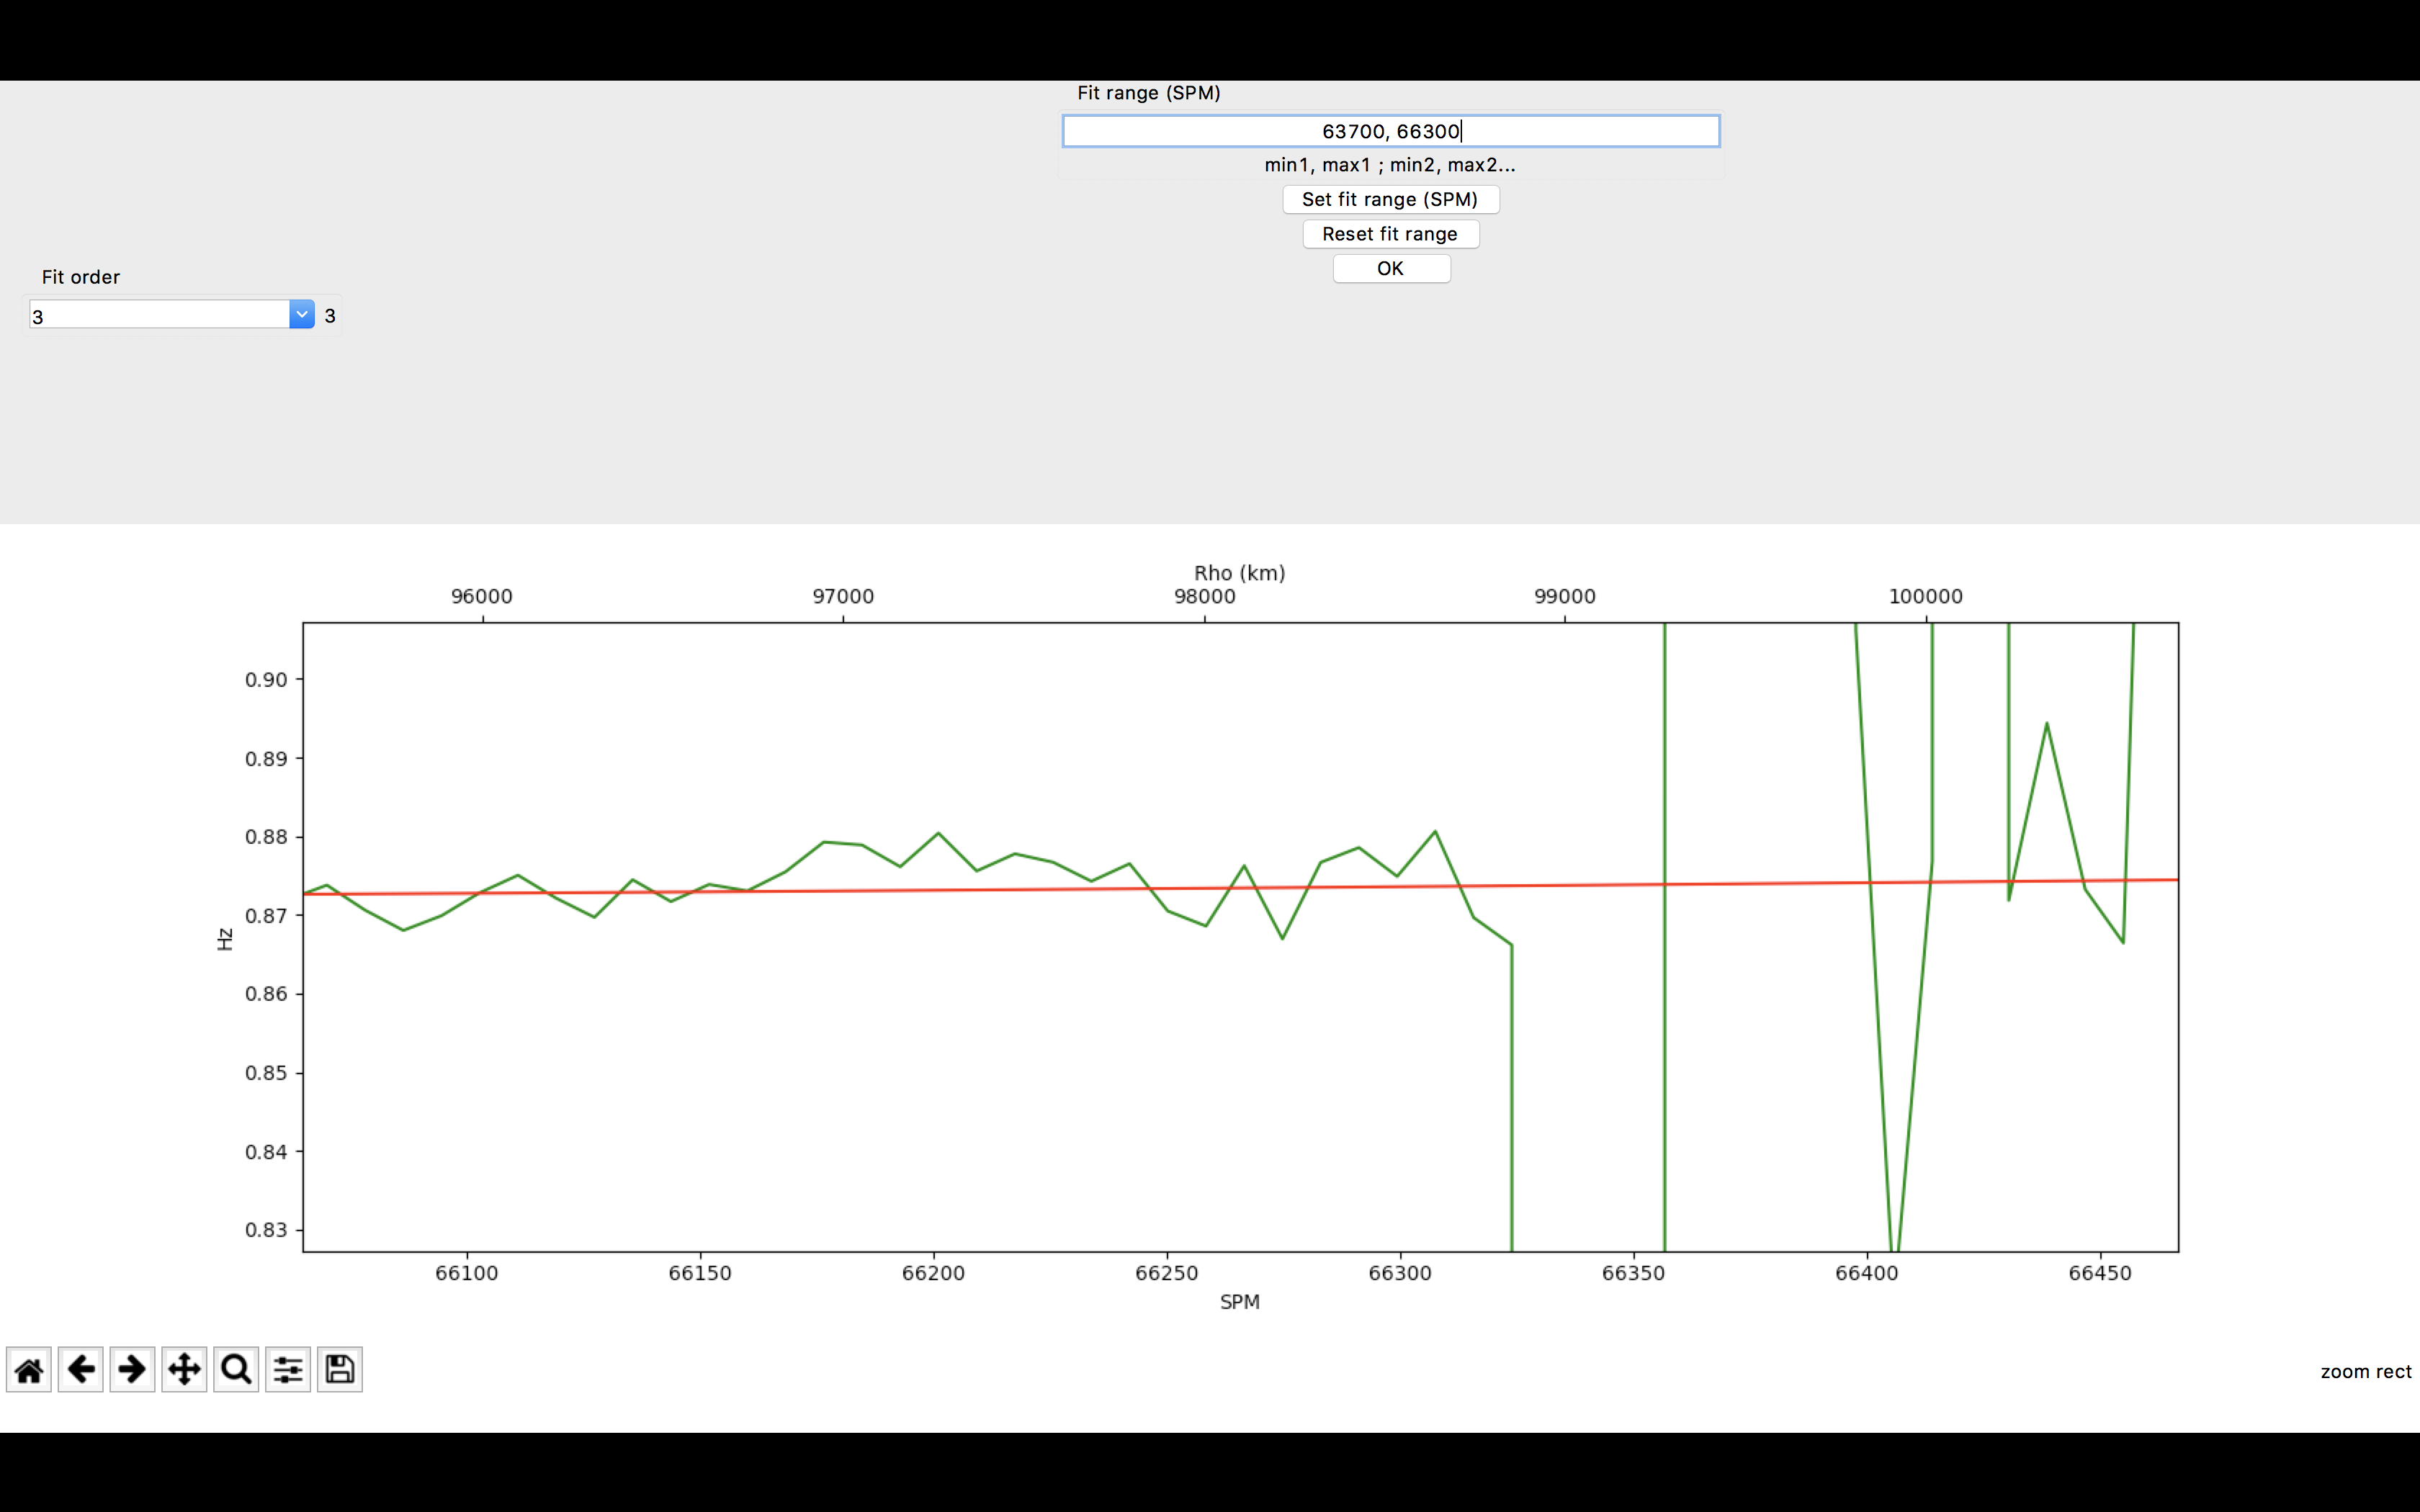 Fit range (SPM)
63700, 66300
min1, max1 ; min2, max2...
Set fit range (SPM)
Reset fit range
OK
Fit order
3 3
Rho (km)
96000 97000 98000 99000 100000
0.90
0.89
0.88
0.87
0.86
0.85
0.84
0.83
Hz
66100 66150 66200 66250 66300 66350 66400 66450
SPM
zoom rect